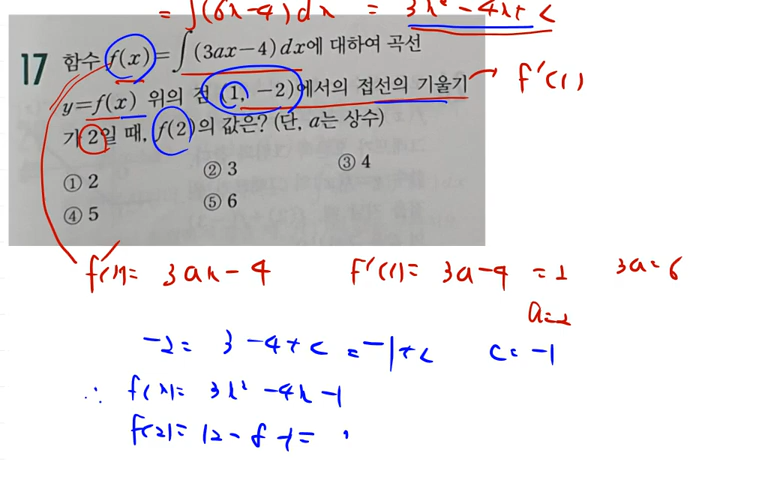 = ∫(6x-4)dx = 3x² - 4x + c
17 함수 f(x)=∫(3ax-4)dx에 대하여 곡선
y=f(x) 위의 점 (1, -2)에서의 접선의 기울기 → f'(1)
가 2일 때, f(2)의 값은? (단, a는 상수)
① 2 ② 3 ③ 4
④ 5 ⑤ 6
f'(x)= 3ax-4 f'(1)= 3a-4 = 2 3a=6
a=2
-2= 3-4+c = -1+c c=-1
∴ f(x)= 3x²-4x-1
f(2)= 12-8-1=